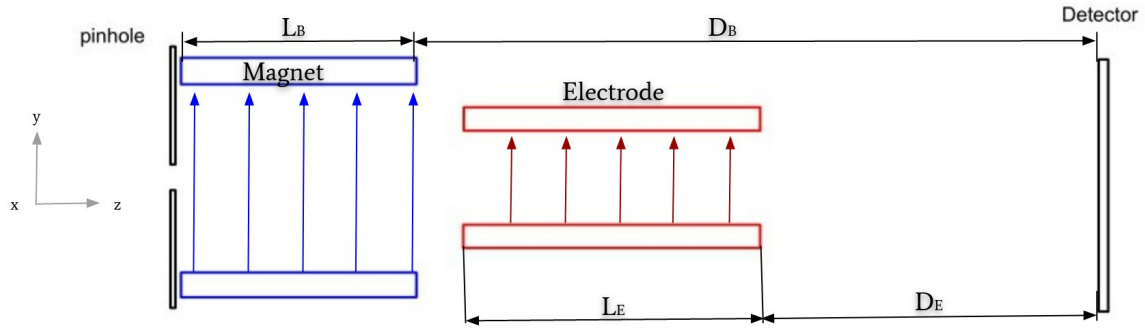 pinhole
LB
DB
Detector
Magnet
Electrode
y
x
z
LE
DE